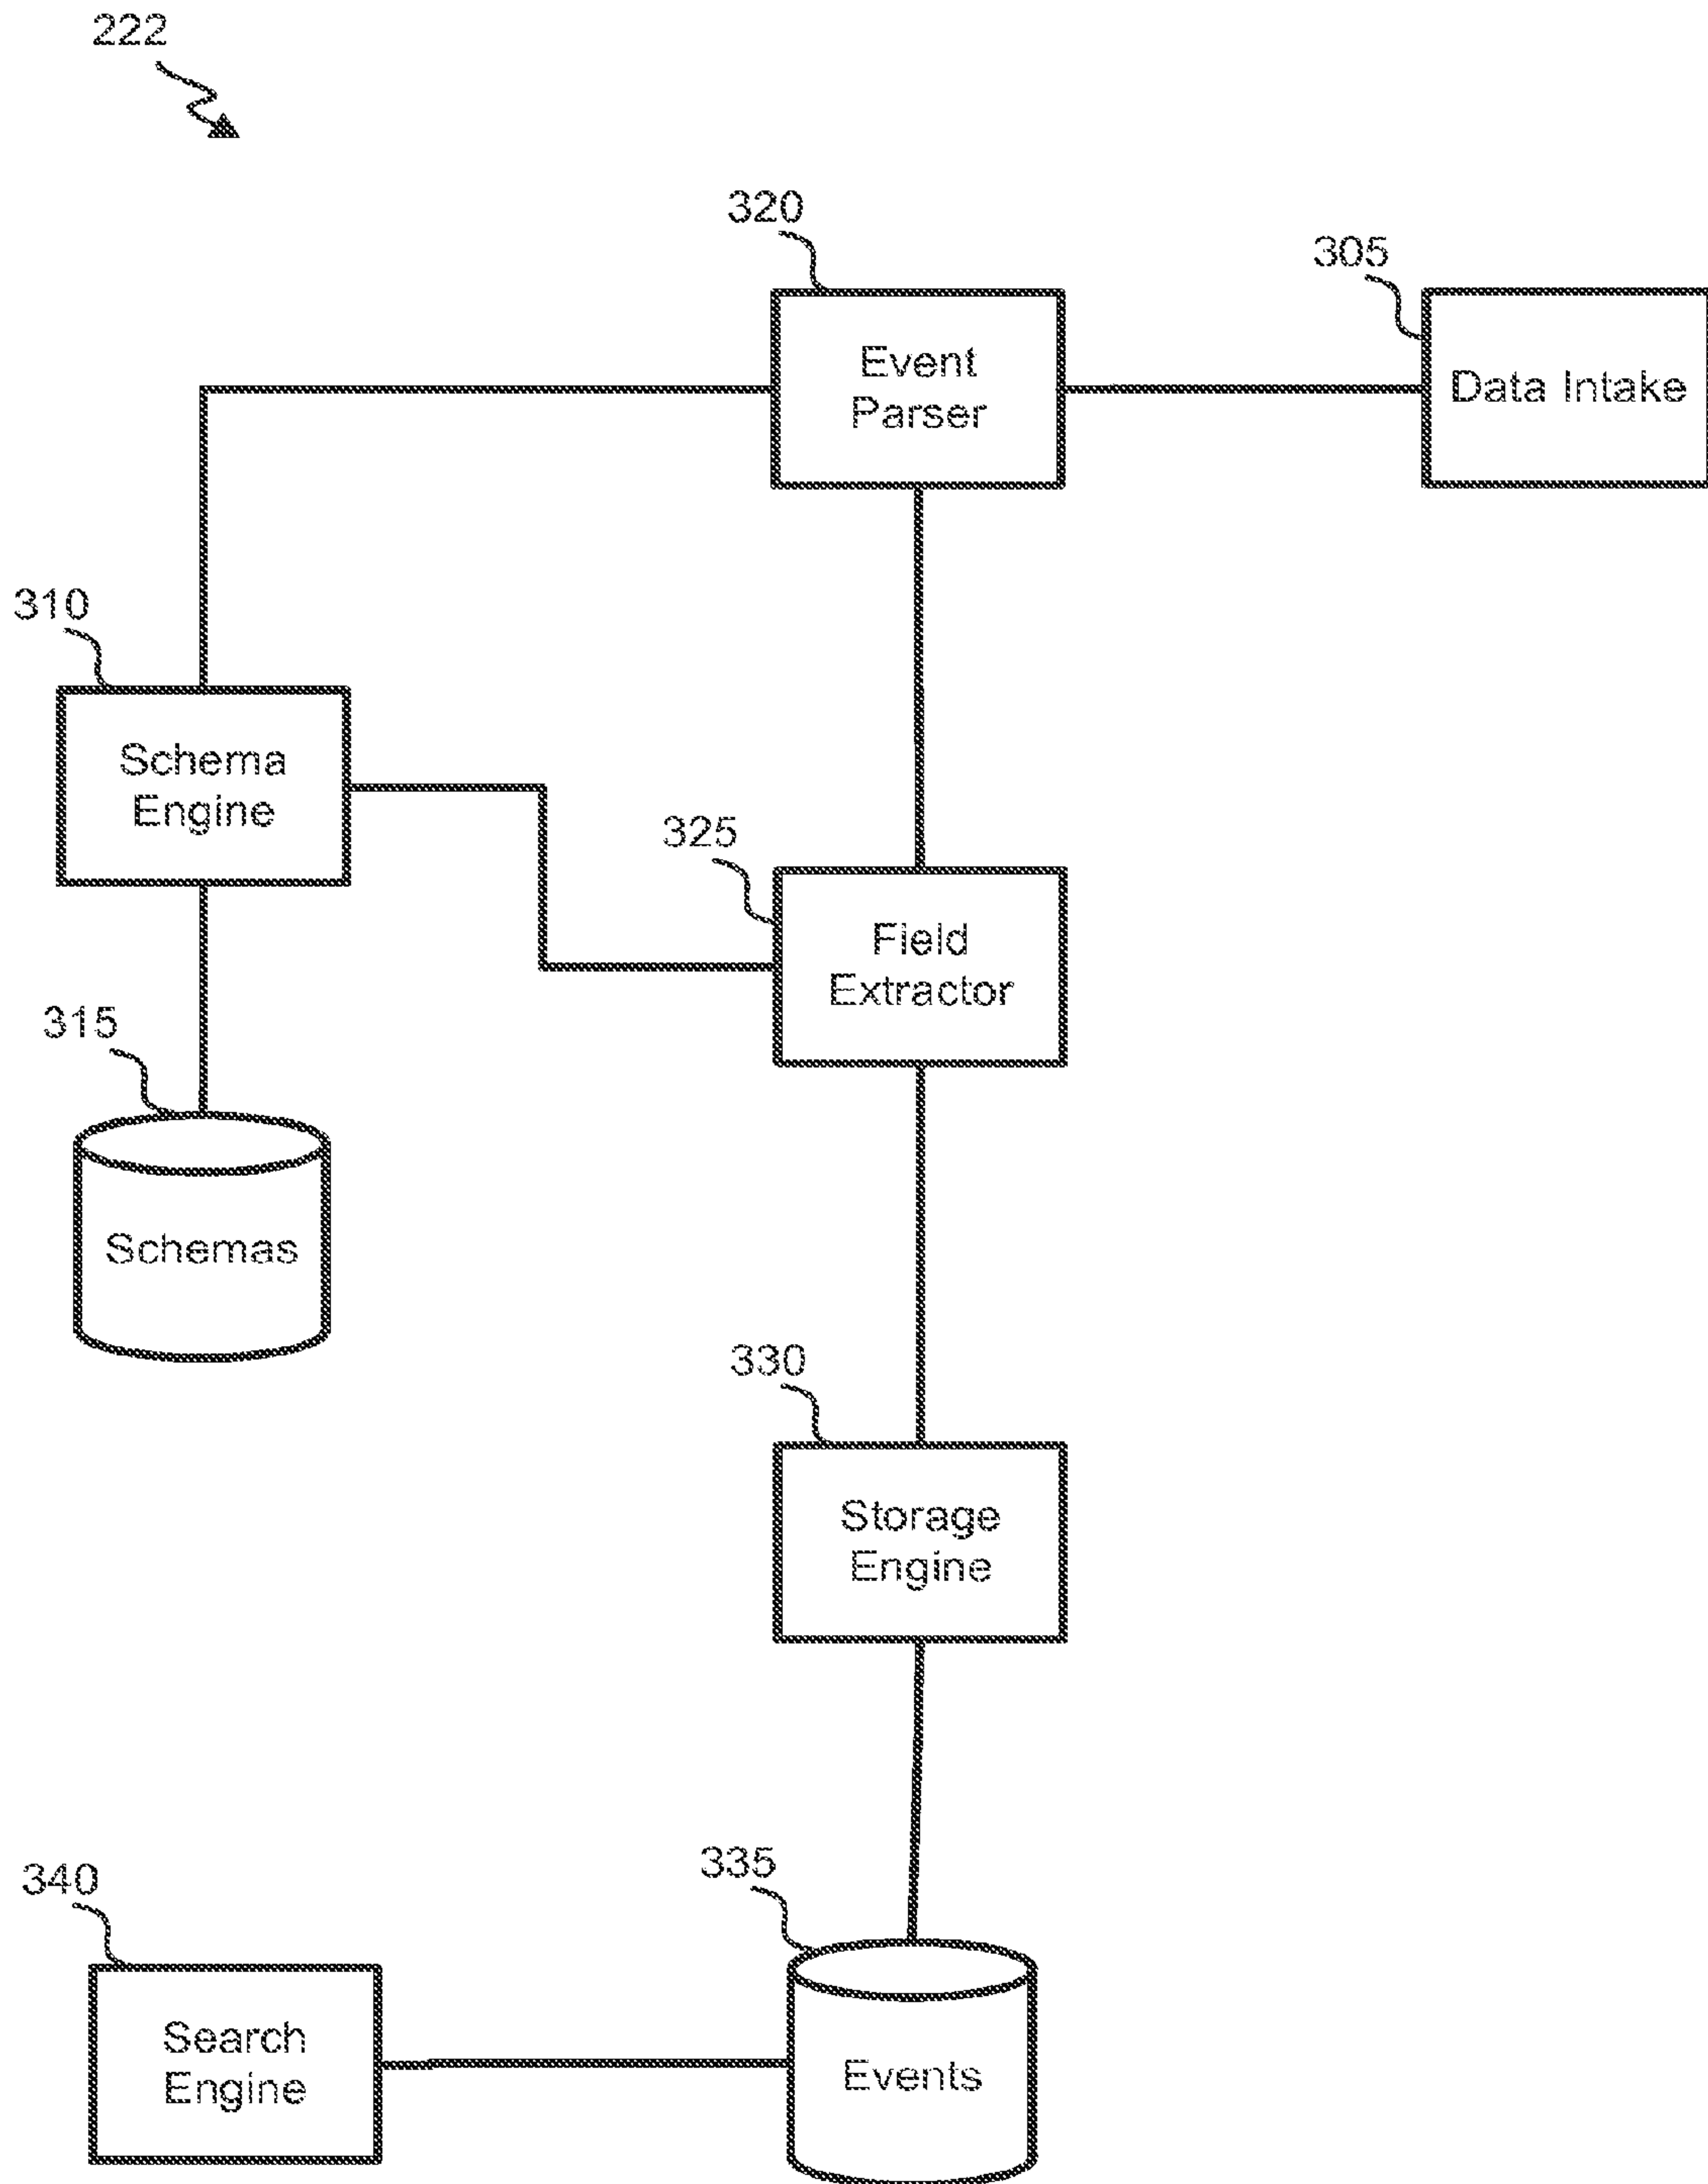 222
320
305
Event
Parser
Data Intake
310
Schema
Engine
325
Field
Extractor
315
Schemas
330
Storage
Engine
335
340
Search
Engine
Events